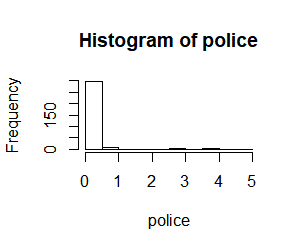 Histogram of police
Frequency
150
0
0 1 2 3 4 5
police